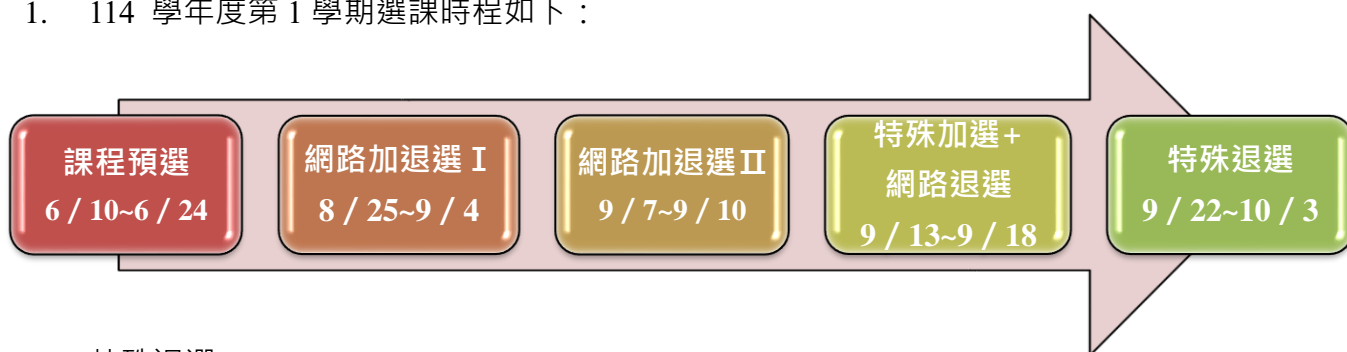 1. 114 學年度第 1 學期選課時程如下：
課程預選
6 / 10~6 / 24
網路加退選 I
8 / 25~9 / 4
網路加退選 II
9 / 7~9 / 10
特殊加選+
網路退選
9 / 13~9 / 18
特殊退選
9 / 22~10 / 3